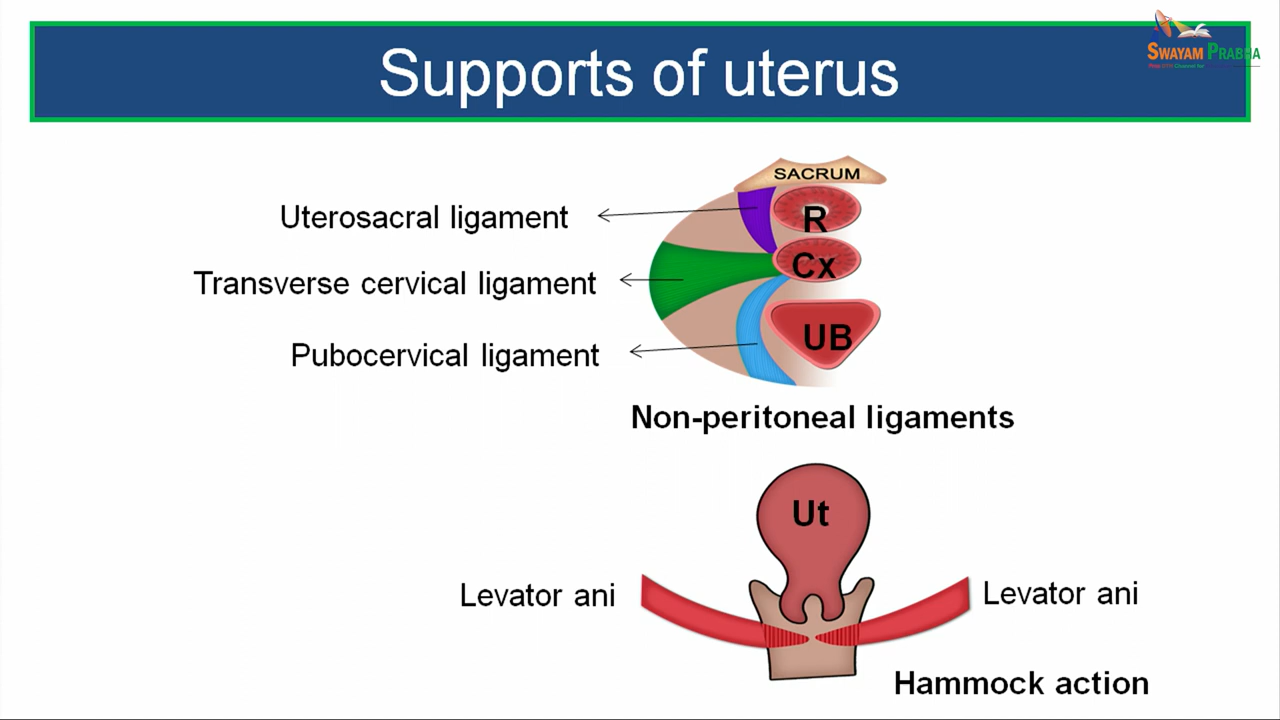 Supports of uterus
SWAYAM PRABHA
SACRUM
Uterosacral ligament
R
Transverse cervical ligament
Cx
Pubocervical ligament
UB
Non-peritoneal ligaments
Ut
Levator ani
Levator ani
Hammock action